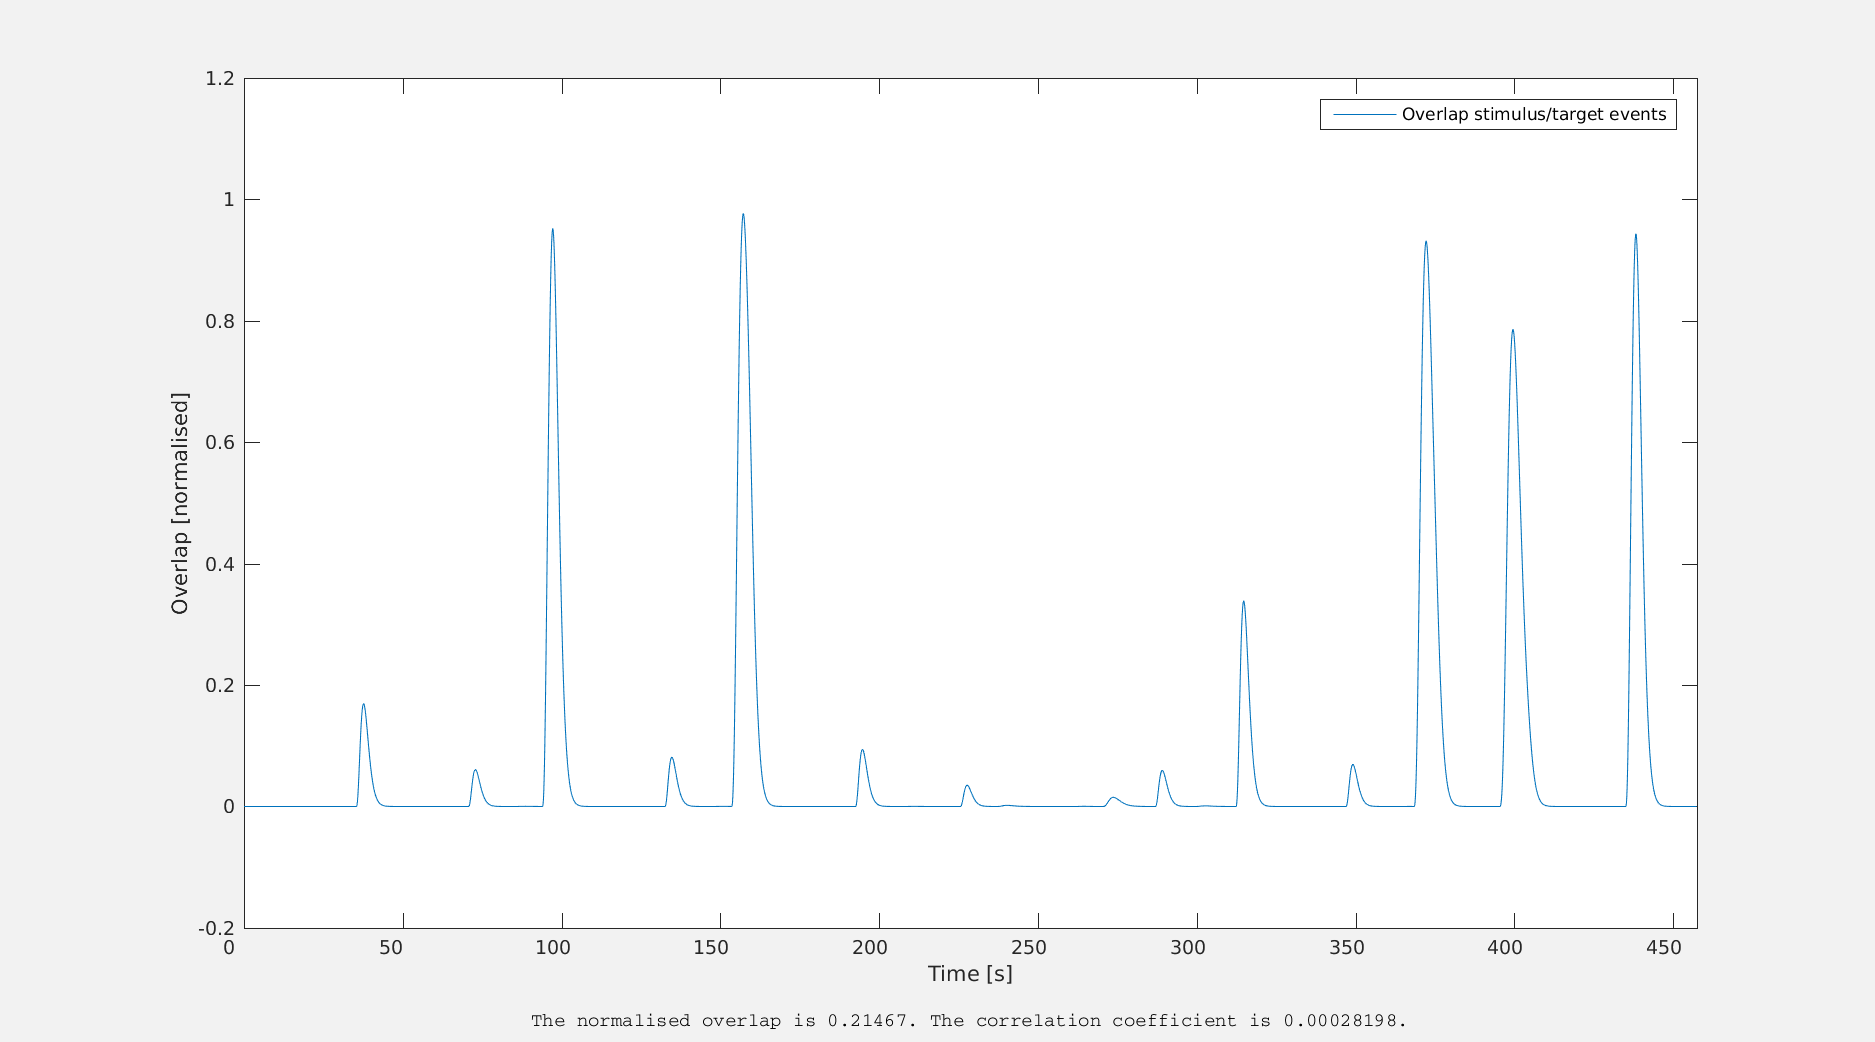 1.2
Overlap stimulus/target events
1
0.8
0.6
0.4
0.2
0
-0.2
Overlap [normalised]
0 50 100 150 200 250 300 350 400 450
Time [s]
The normalised overlap is 0.21467. The correlation coefficient is 0.00028198.